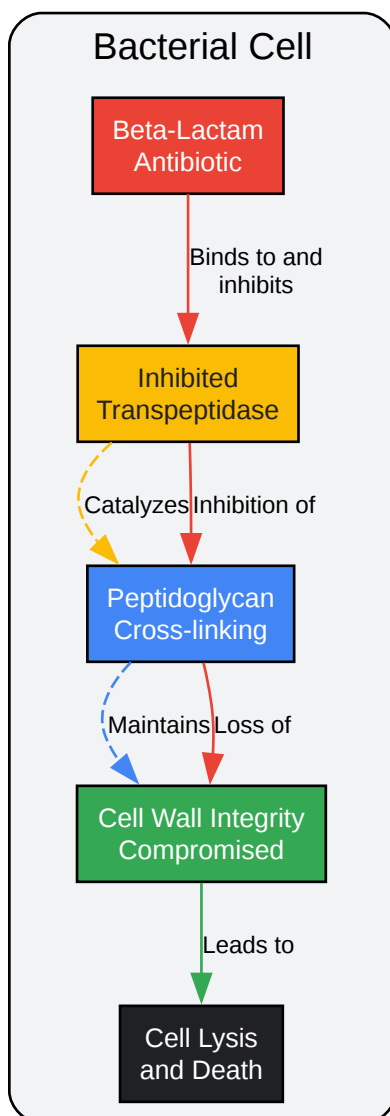 Bacterial Cell
Beta-Lactam
Antibiotic
Binds to and
inhibits
Inhibited
Transpeptidase
Catalyzes
Inhibition of
Peptidoglycan
Cross-linking
Maintains
Loss of
Cell Wall Integrity
Compromised
Leads to
Cell Lysis
and Death